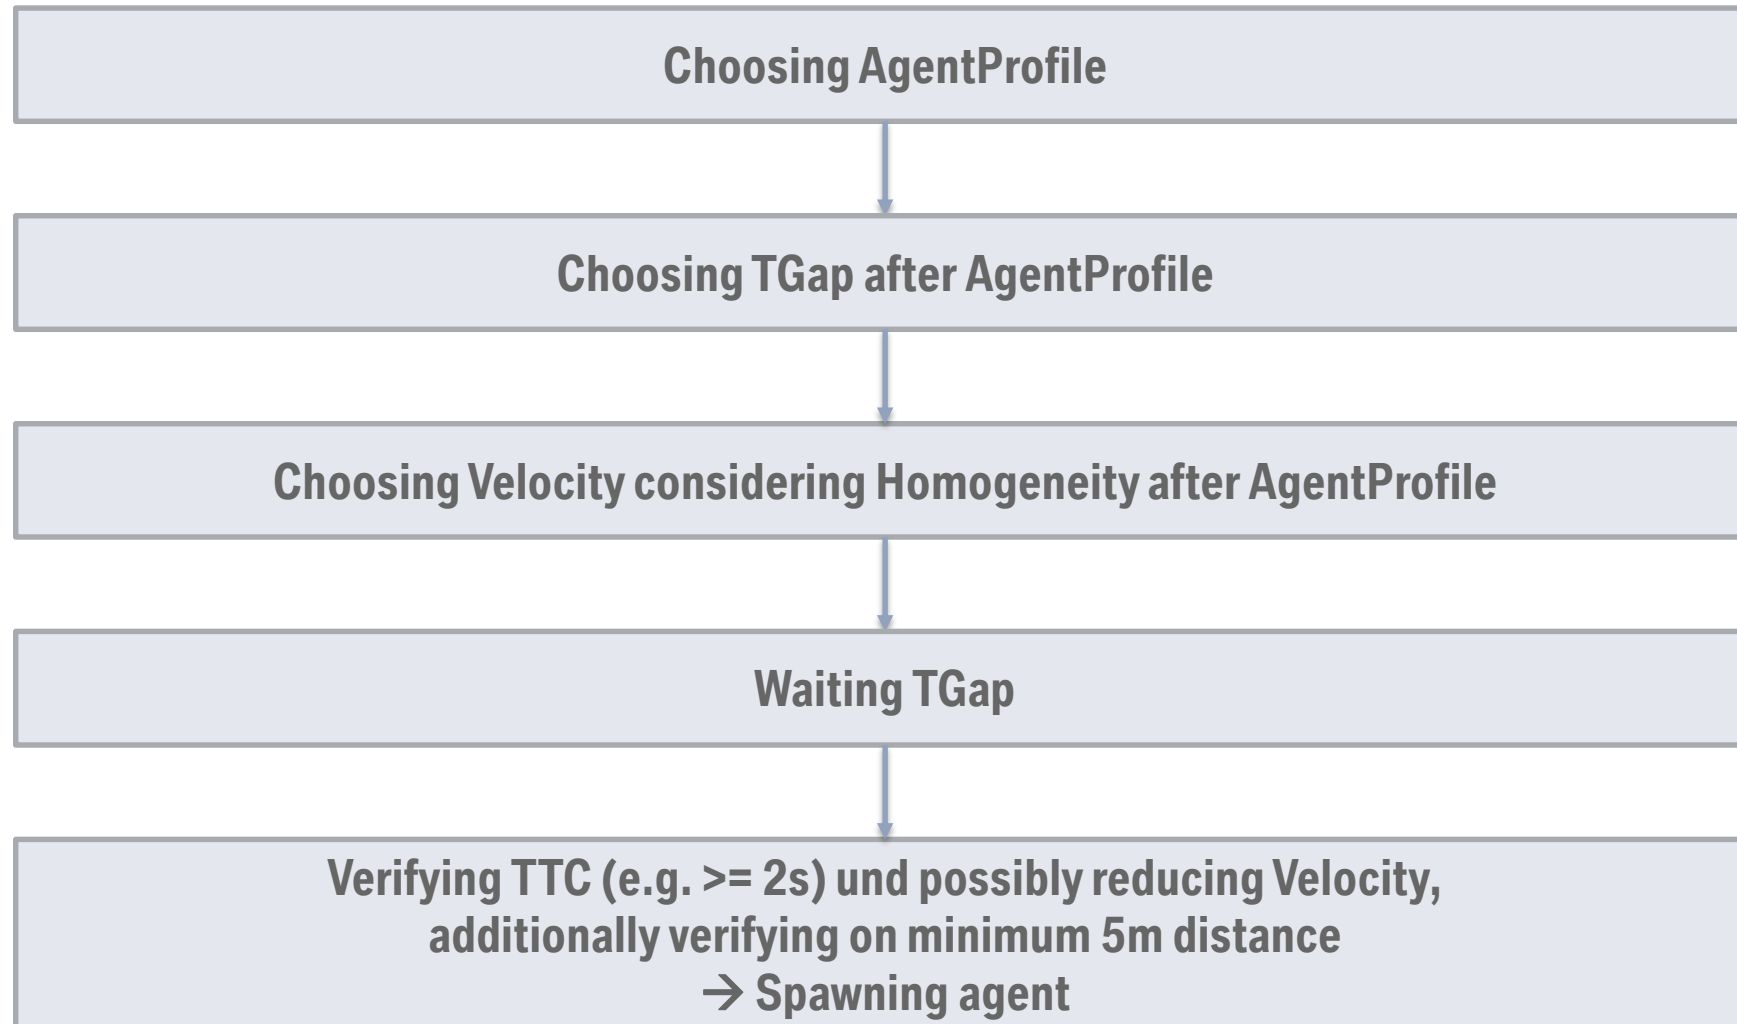 Choosing AgentProfile
Choosing TGap after AgentProfile
Choosing Velocity considering Homogeneity after AgentProfile
Waiting TGap
Verifying TTC (e.g. >= 2s) und possibly reducing Velocity,
additionally verifying on minimum 5m distance
→ Spawning agent